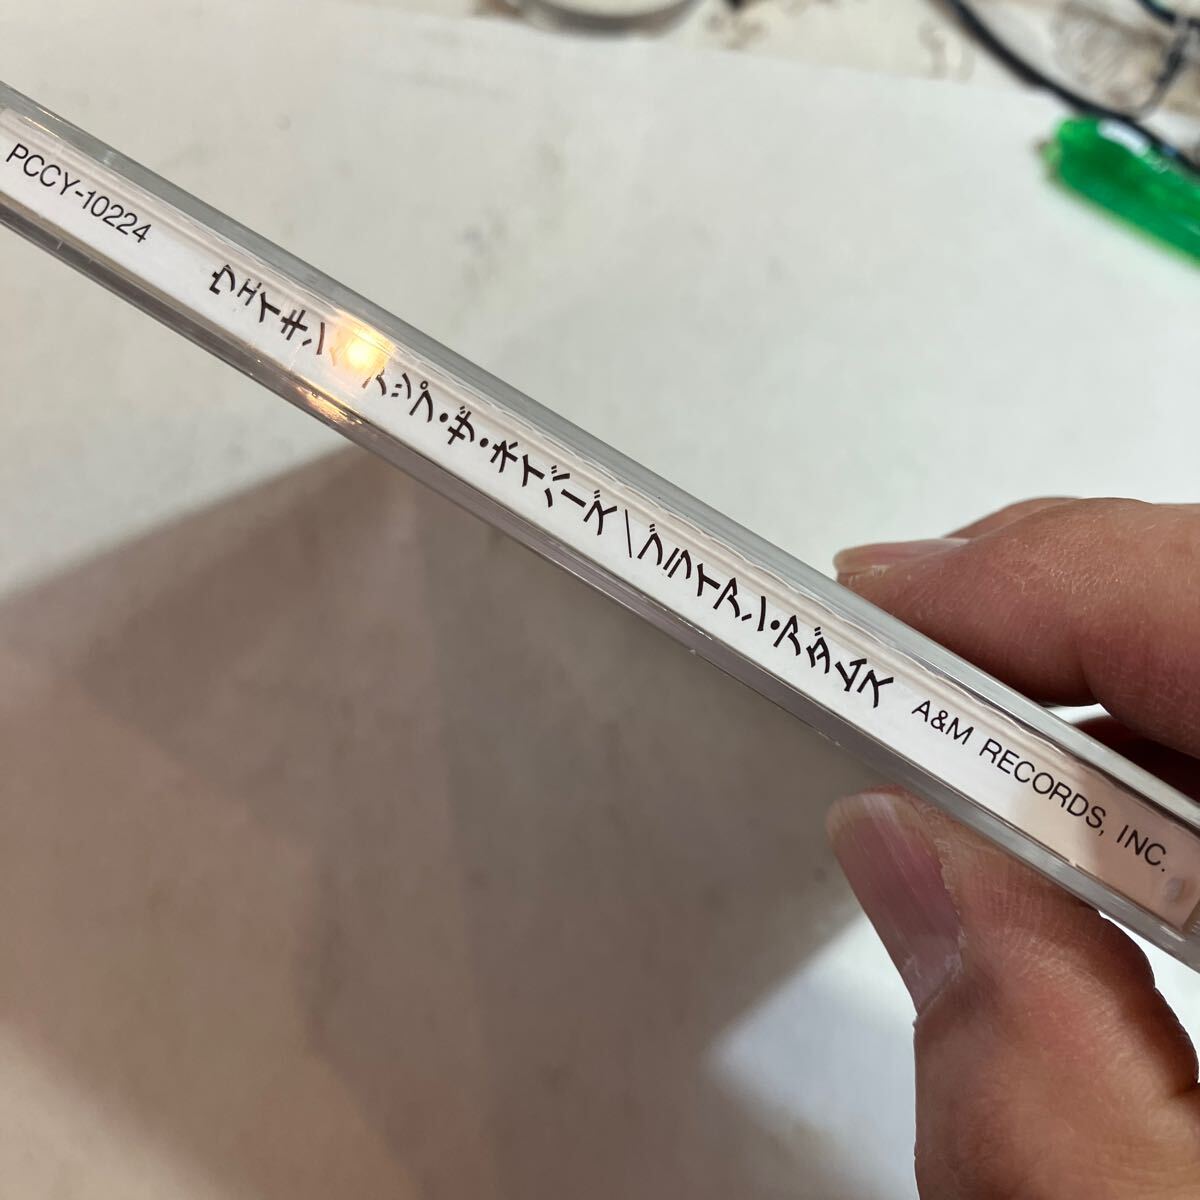 PCCY-10224 ウェイキング・アップ・ザ・ネイバーズ/ブライアン・アダムス A&M RECORDS, INC.